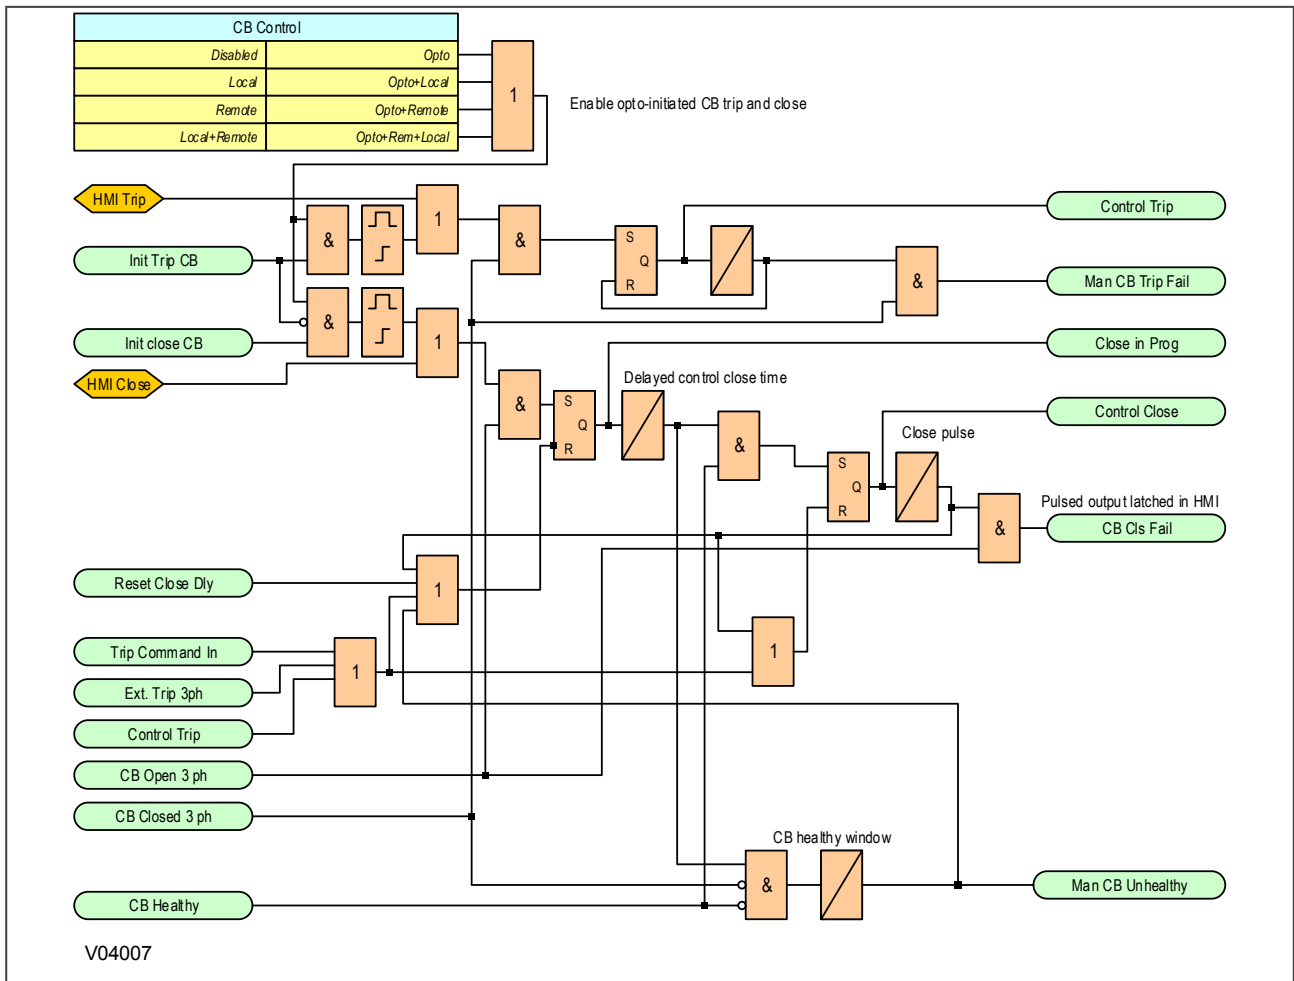 CB Control
Disabled Opto
Local Opto+Local
Remote Opto+Remote
Local+Remote Opto+Rem+Local
1
Enable opto-initiated CB trip and close
HMI Trip
1
Control Trip
&
&
S
Q
R
Init Trip CB
&
Man CB Trip Fail
&
Init close CB
1
Close in Prog
HMI Close
Delayed control close time
&
S
Q
R
Control Close
&
Close pulse
S
Q
R
Pulsed output latched in HMI
&
CB Cls Fail
Reset Close Dly
1
Trip Command In
1
Ext. Trip 3ph
1
Control Trip
CB Open 3 ph
CB Closed 3 ph
CB healthy window
&
Man CB Unhealthy
CB Healthy
V04007